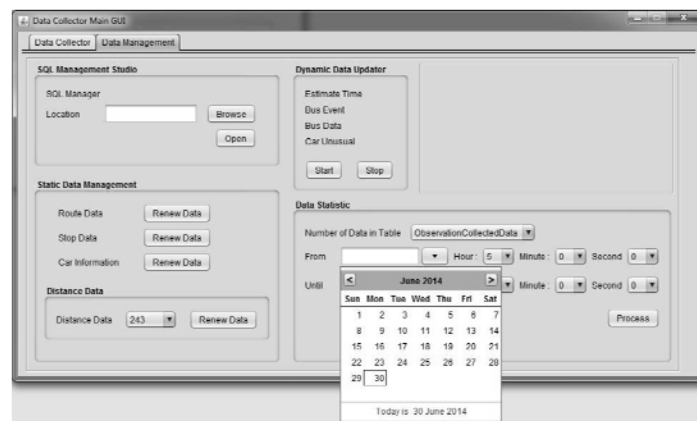 Data Collector Main GUI
Data Collector Data Management
SQL Management Studio
SQL Manager
Location Browse
Open
Static Data Management
Route Data Renew Data
Stop Data Renew Data
Car Information Renew Data
Distance Data
Distance Data 243 Renew Data
Dynamic Data Updater
Estimate Time
Bus Event
Bus Data
Car Unusual
Start Stop
Data Statistic
Number of Data in Table ObservationCollectedData
From Hour : 5 Minute : 0 Second 0
Until Minute : 0 Second 0
< June 2014 >
Sun Mon Tue Wed Thu Fri Sat
1 2 3 4 5 6 7
8 9 10 11 12 13 14
15 16 17 18 19 20 21
22 23 24 25 26 27 28
29 30
Today is 30 June 2014
Process